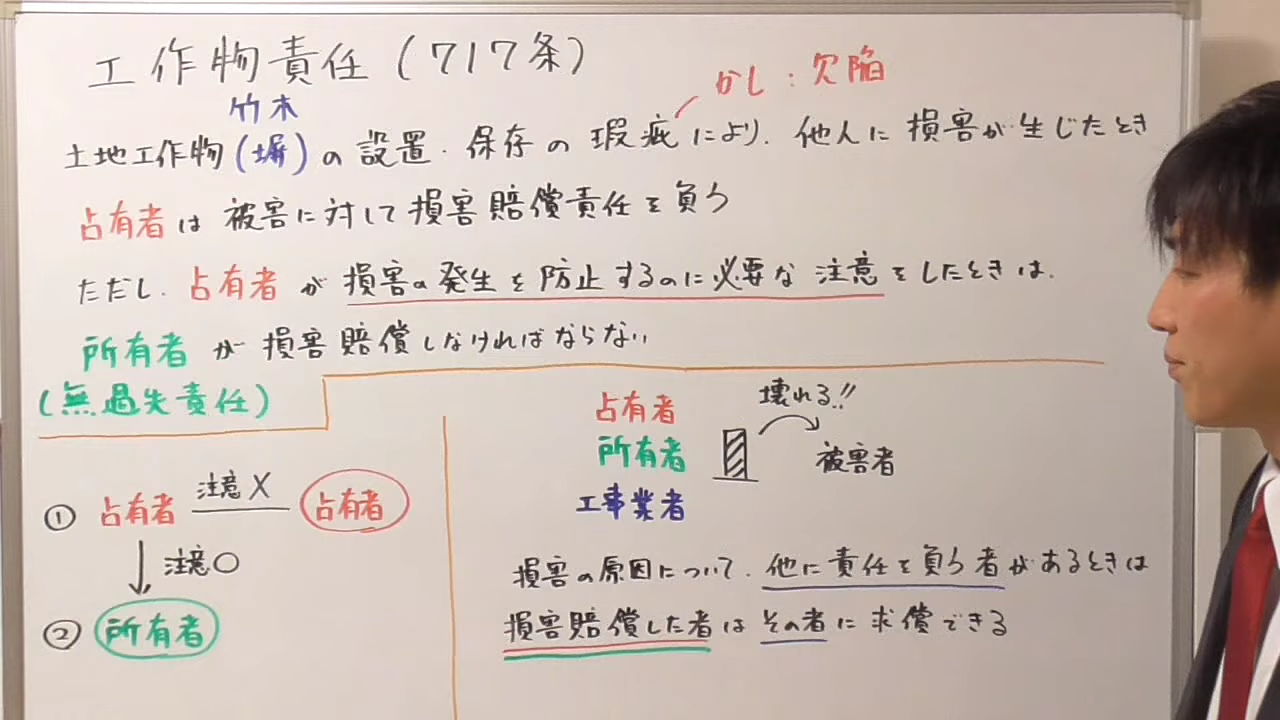 工作物責任(717条)
かし:欠陥
竹木
土地工作物(塀)の設置・保存の瑕疵により、他人に損害が生じたとき
占有者は被害に対して損害賠償責任を負う
ただし、占有者が損害の発生を防止するのに必要な注意をしたときは、
所有者が損害賠償しなければならない
(無過失責任)
① 占有者 注意X 占有者
注意〇
② 所有者
占有者
所有者
工事業者
壊れる!!
被害者
損害の原因について、他に責任を負う者があるときは
損害賠償した者はその者に求償できる